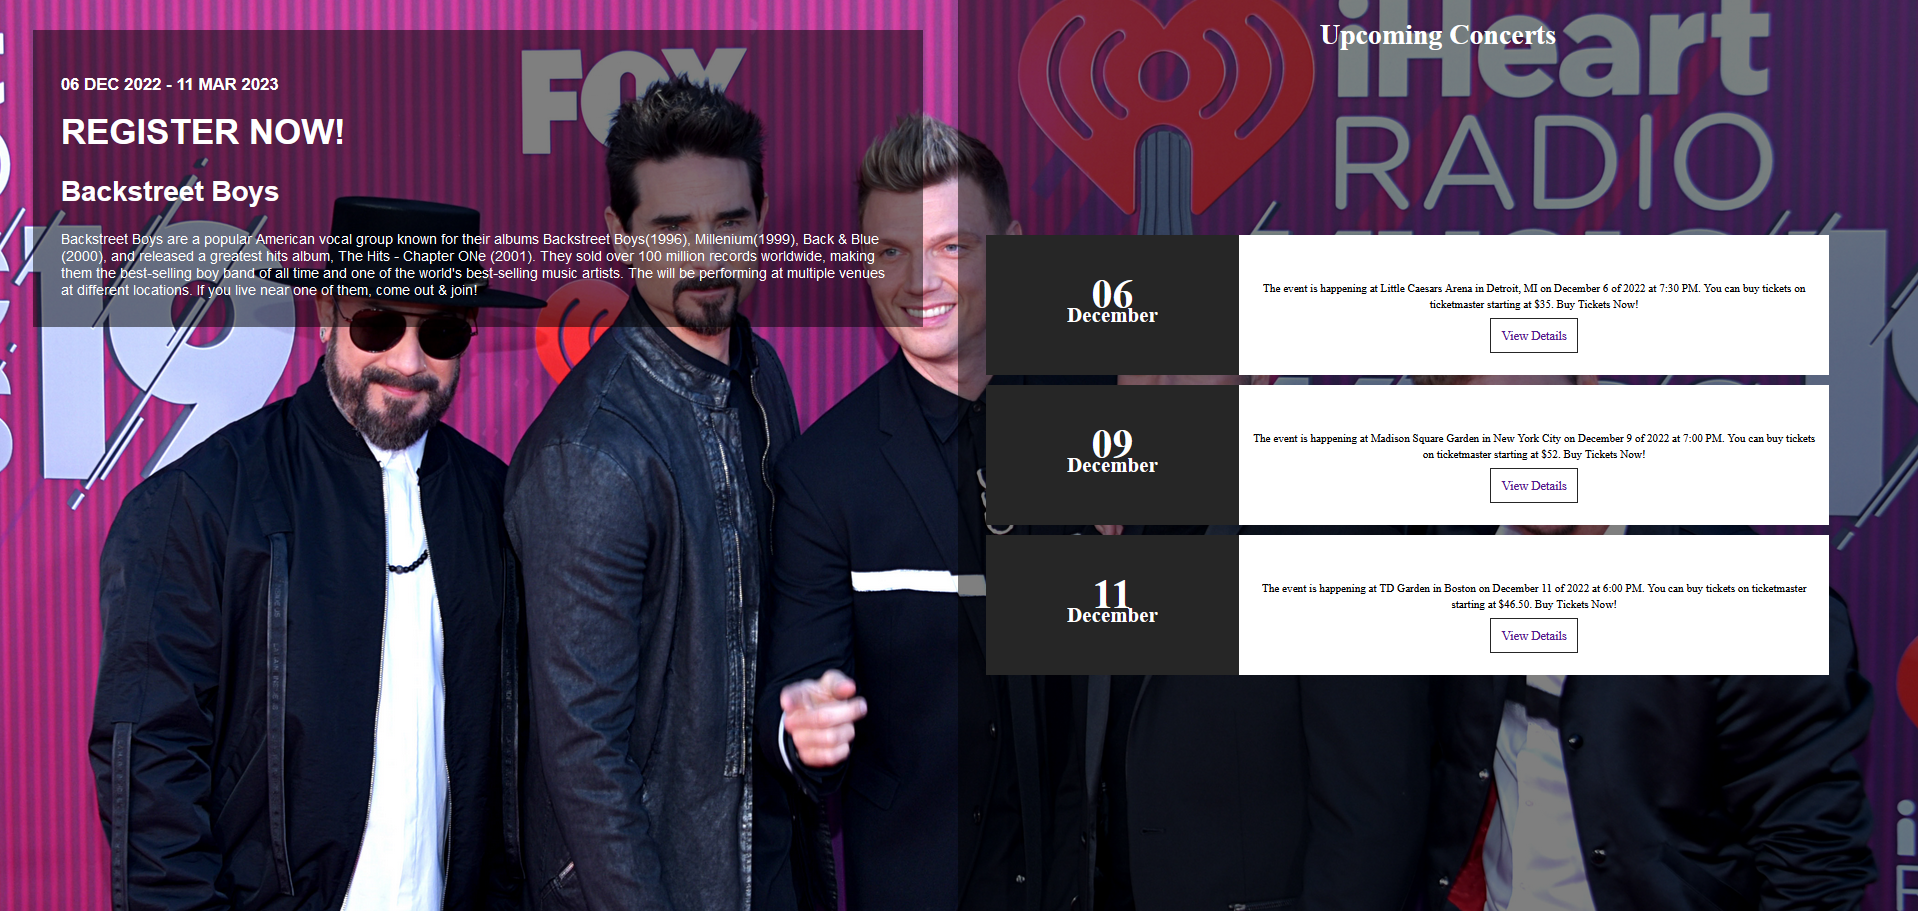 06 DEC 2022 - 11 MAR 2023
REGISTER NOW!
Backstreet Boys
Backstreet Boys are a popular American vocal group known for their albums Backstreet Boys(1996), Millenium(1999), Back & Blue
(2000), and released a greatest hits album, The Hits - Chapter ONe (2001). They sold over 100 million records worldwide, making
them the best-selling boy band of all time and one of the world's best-selling music artists. The will be performing at multiple venues
at different locations. If you live near one of them, come out & join!
FOX
19
Upcoming Concerts
iHeart
RADIO
06
December
The event is happening at Little Caesars Arena in Detroit, MI on December 6 of 2022 at 7:30 PM. You can buy tickets on
ticketmaster starting at $35. Buy Tickets Now!
View Details
09
December
The event is happening at Madison Square Garden in New York City on December 9 of 2022 at 7:00 PM. You can buy tickets
on ticketmaster starting at $52. Buy Tickets Now!
View Details
11
December
The event is happening at TD Garden in Boston on December 11 of 2022 at 6:00 PM. You can buy tickets on ticketmaster
starting at $46.50. Buy Tickets Now!
View Details